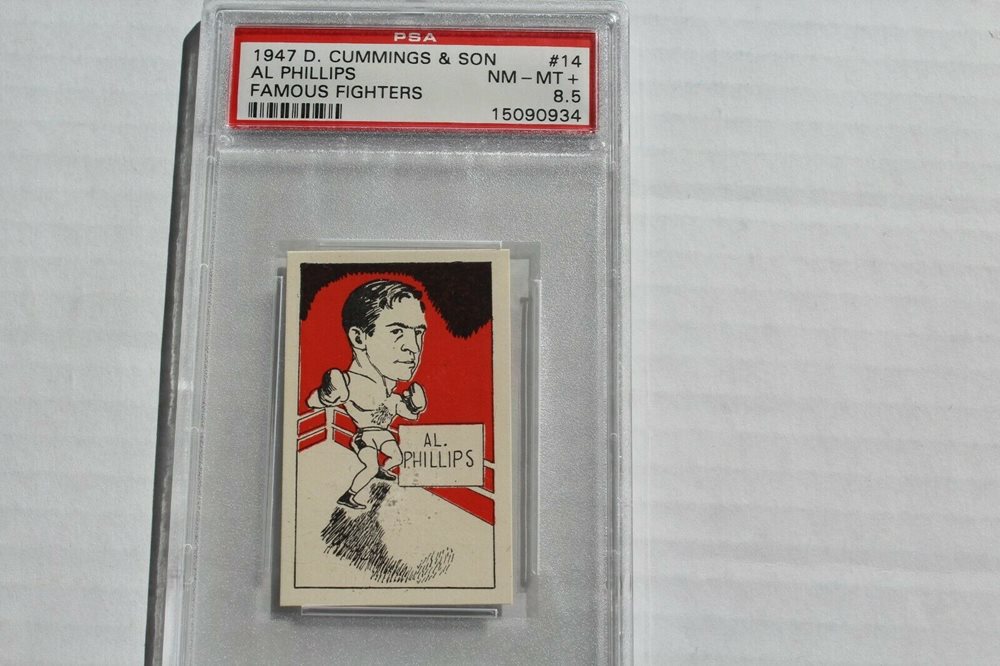 PSA
1947 D. CUMMINGS & SON #14
AL PHILLIPS NM-MT+
FAMOUS FIGHTERS 8.5
15090934
AL.
PHILLIPS